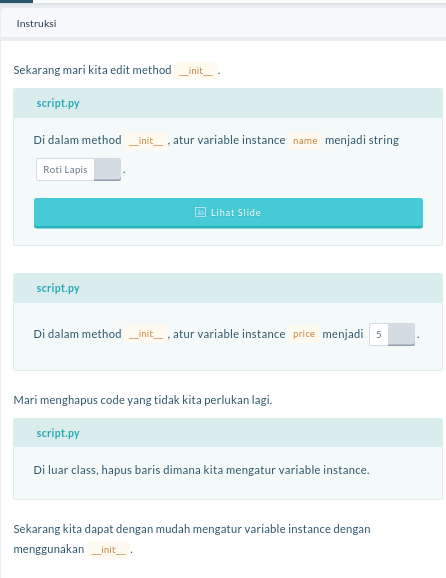 Instruksi
Sekarang mari kita edit method __init__ .
script.py
Di dalam method __init__ , atur variable instance name menjadi string
Roti Lapis .
Lihat Slide
script.py
Di dalam method __init__ , atur variable instance price menjadi 5 .
Mari menghapus code yang tidak kita perlukan lagi.
script.py
Di luar class, hapus baris dimana kita mengatur variable instance.
Sekarang kita dapat dengan mudah mengatur variable instance dengan
menggunakan __init__ .